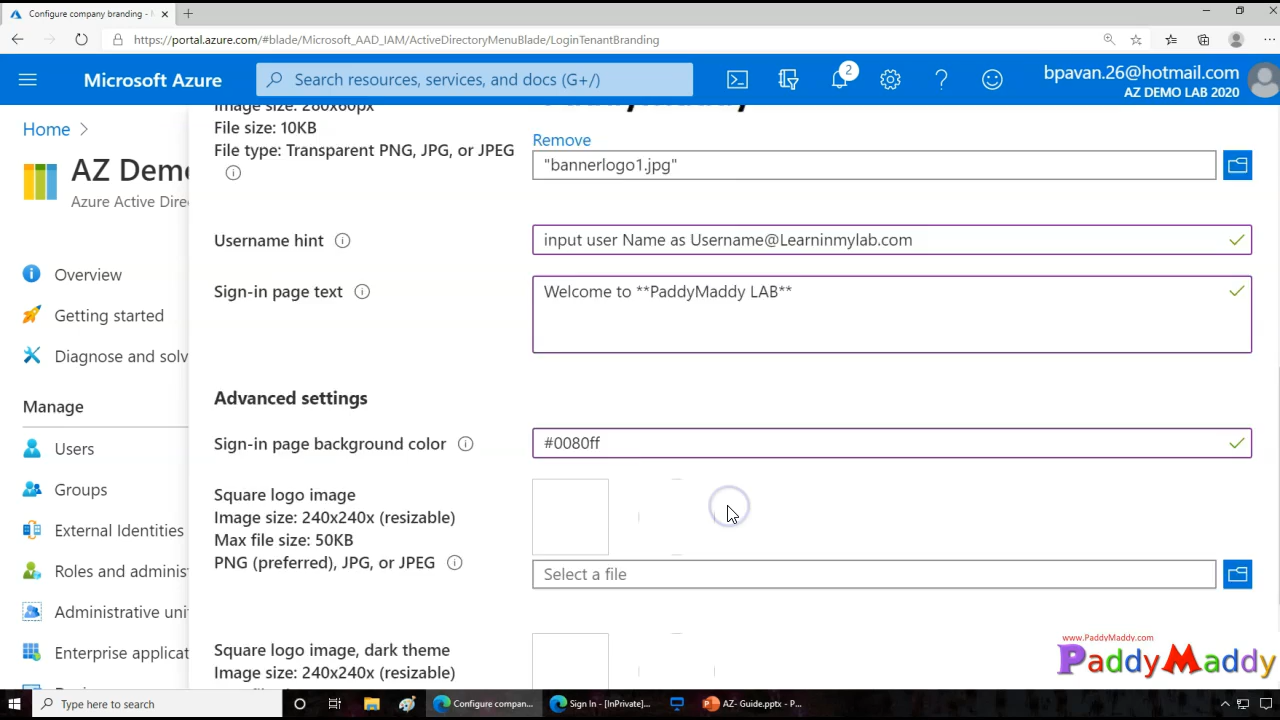 Configure company branding -
https://portal.azure.com/#blade/Microsoft_AAD_IAM/ActiveDirectoryMenuBlade/LoginTenantBranding
Microsoft Azure
Search resources, services, and docs (G+/)
2
bpavan.26@hotmail.com
AZ DEMO LAB 2020
Home
AZ Demo
Azure Active Dire
Overview
Getting started
Diagnose and solv
Manage
Users
Groups
External Identities
Roles and adminis
Administrative uni
Enterprise applicat
Image size: 280x60px
File size: 10KB
File type: Transparent PNG, JPG, or JPEG
Remove
"bannerlogo1.jpg"
Username hint
input user Name as Username@Learninmylab.com
Sign-in page text
Welcome to **PaddyMaddy LAB**
Advanced settings
Sign-in page background color
#0080ff
Square logo image
Image size: 240x240x (resizable)
Max file size: 50KB
PNG (preferred), JPG, or JPEG
Select a file
Square logo image, dark theme
Image size: 240x240x (resizable)
www.PaddyMaddy.com
PaddyMaddy
Type here to search
Configure compan...
Sign In - [InPrivate]...
AZ- Guide.pptx - P...